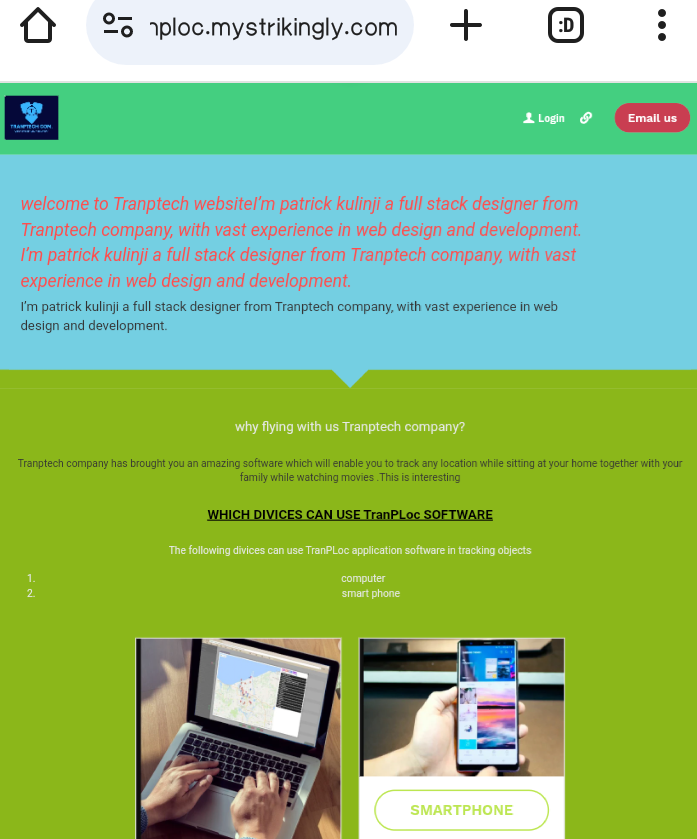 nploc.mystrikingly.com
:D
TRANPTECH COM
Login
Email us
welcome to Tranptech websiteI'm patrick kulinji a full stack designer from
Tranptech company, with vast experience in web design and development.
I'm patrick kulinji a full stack designer from Tranptech company, with vast
experience in web design and development.
I'm patrick kulinji a full stack designer from Tranptech company, with vast experience in web
design and development.
why flying with us Tranptech company?
Tranptech company has brought you an amazing software which will enable you to track any location while sitting at your home together with your
family while watching movies .This is interesting
WHICH DIVICES CAN USE TranPLoc SOFTWARE
The following divices can use TranPLoc application software in tracking objects
1. computer
2. smart phone
SMARTPHONE